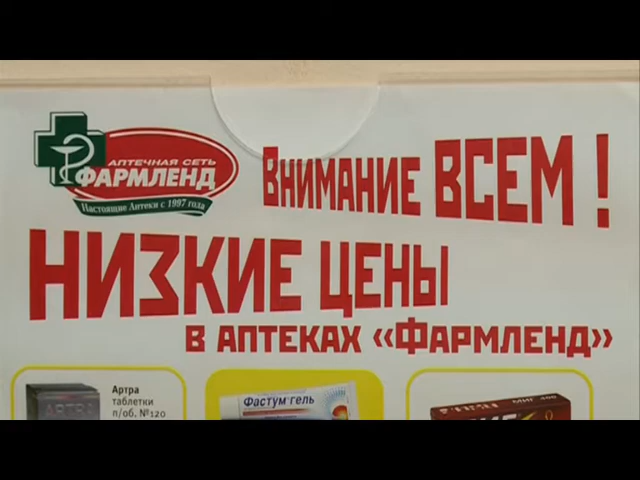 АПТЕЧНАЯ СЕТЬ
ФАРМЛЕНД
Настоящие Аптеки с 1997 года
ВНИМАНИЕ ВСЕМ!
НИЗКИЕ ЦЕНЫ
В АПТЕКАХ «ФАРМЛЕНД»
АРТРА
Артра
таблетки
п/об. №120
Фастум гель